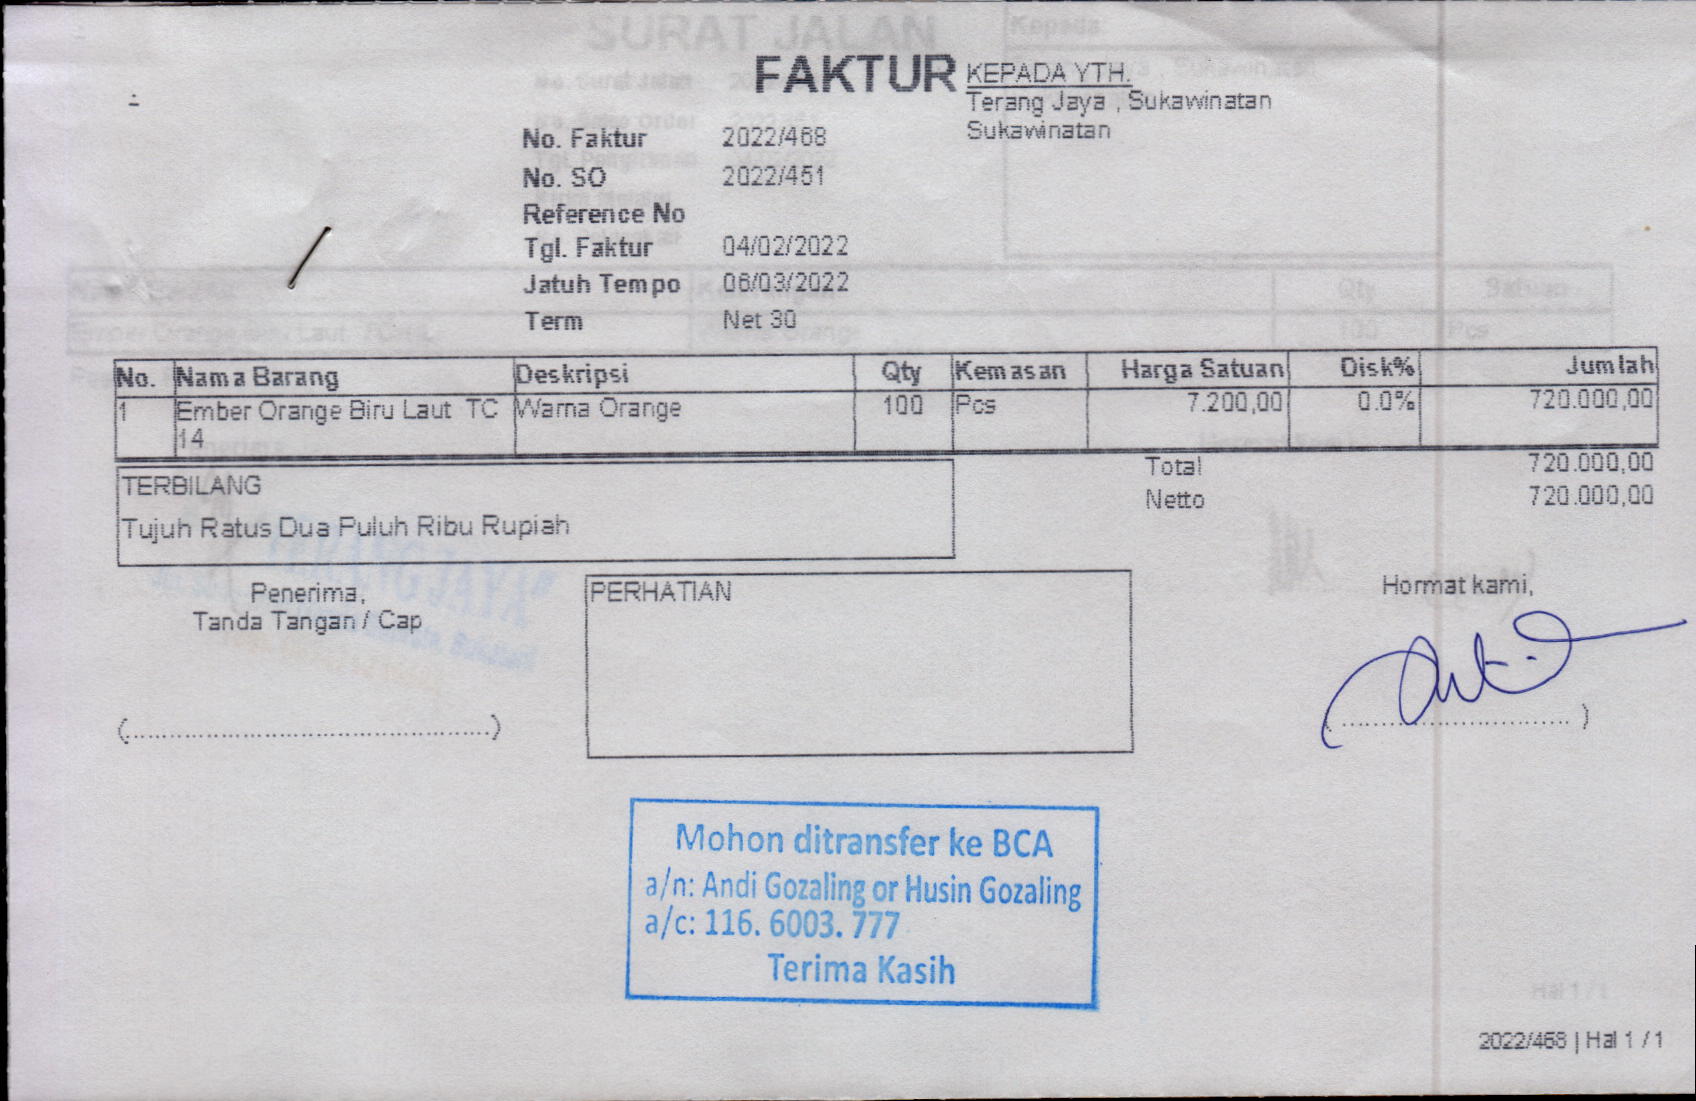 FAKTUR
KEPADA YTH.
Terang Jaya , Sukawinatan
Sukawinatan
No. Faktur 2022/468
No. SO 2022/451
Reference No
Tgl. Faktur 04/02/2022
Jatuh Tempo 06/03/2022
Term Net 30
No. Nama Barang Deskripsi Qty Kemasan Harga Satuan Disk% Jumlah
1 Ember Orange Biru Laut TC Warna Orange 100 Pcs 7.200,00 0.0% 720.000,00
14
Total 720.000,00
Netto 720.000,00
TERBILANG
Tujuh Ratus Dua Puluh Ribu Rupiah
Penerima,
Tanda Tangan / Cap
PERHATIAN
Hormat kami,
(..................................................)
(................................)
Mohon ditransfer ke BCA
a/n: Andi Gozaling or Husin Gozaling
a/c: 116. 6003. 777
Terima Kasih
2022/468 | Hal 1 / 1